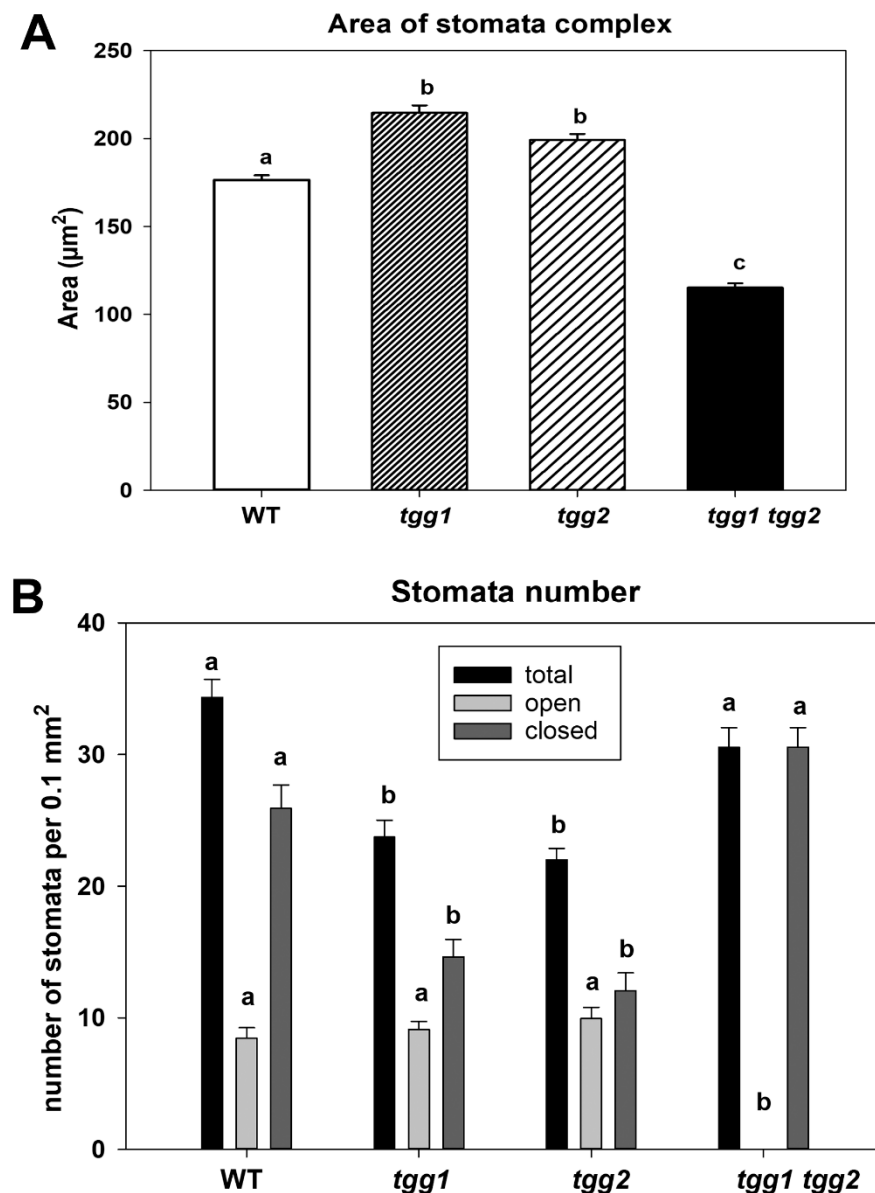 A
Area of stomata complex
250
200
150
100
50
0
Area (µm²)
a
b
b
c
WT
tgg1
tgg2
tgg1 tgg2
B
Stomata number
40
30
20
10
0
number of stomata per 0.1 mm²
total
open
closed
a
a
a
b
a
b
b
a
b
a
b
a
WT
tgg1
tgg2
tgg1 tgg2